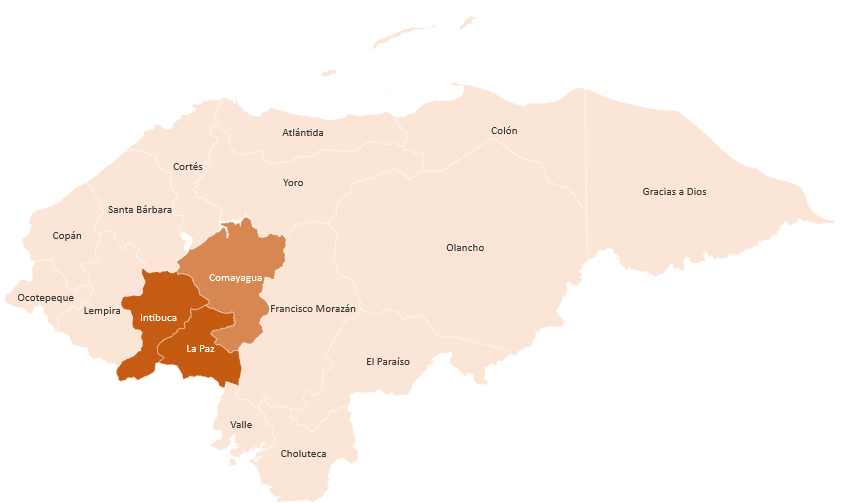 Atlántida
Colón
Cortés
Yoro
Gracias a Dios
Santa Bárbara
Copán
Olancho
Comayagua
Ocotepeque
Lempira
Francisco Morazán
Intibuca
La Paz
El Paraíso
Valle
Choluteca